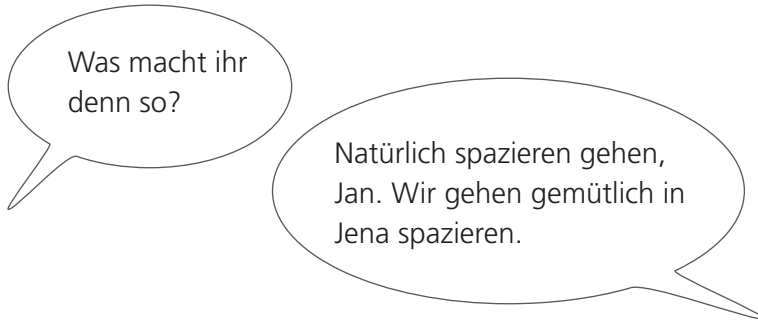 Was macht ihr
denn so?
Natürlich spazieren gehen,
Jan. Wir gehen gemütlich in
Jena spazieren.